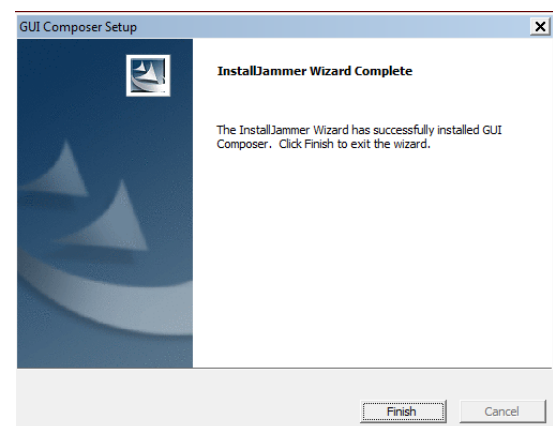 GUI Composer Setup
InstallJammer Wizard Complete
The InstallJammer Wizard has successfully installed GUI
Composer. Click Finish to exit the wizard.
Finish
Cancel